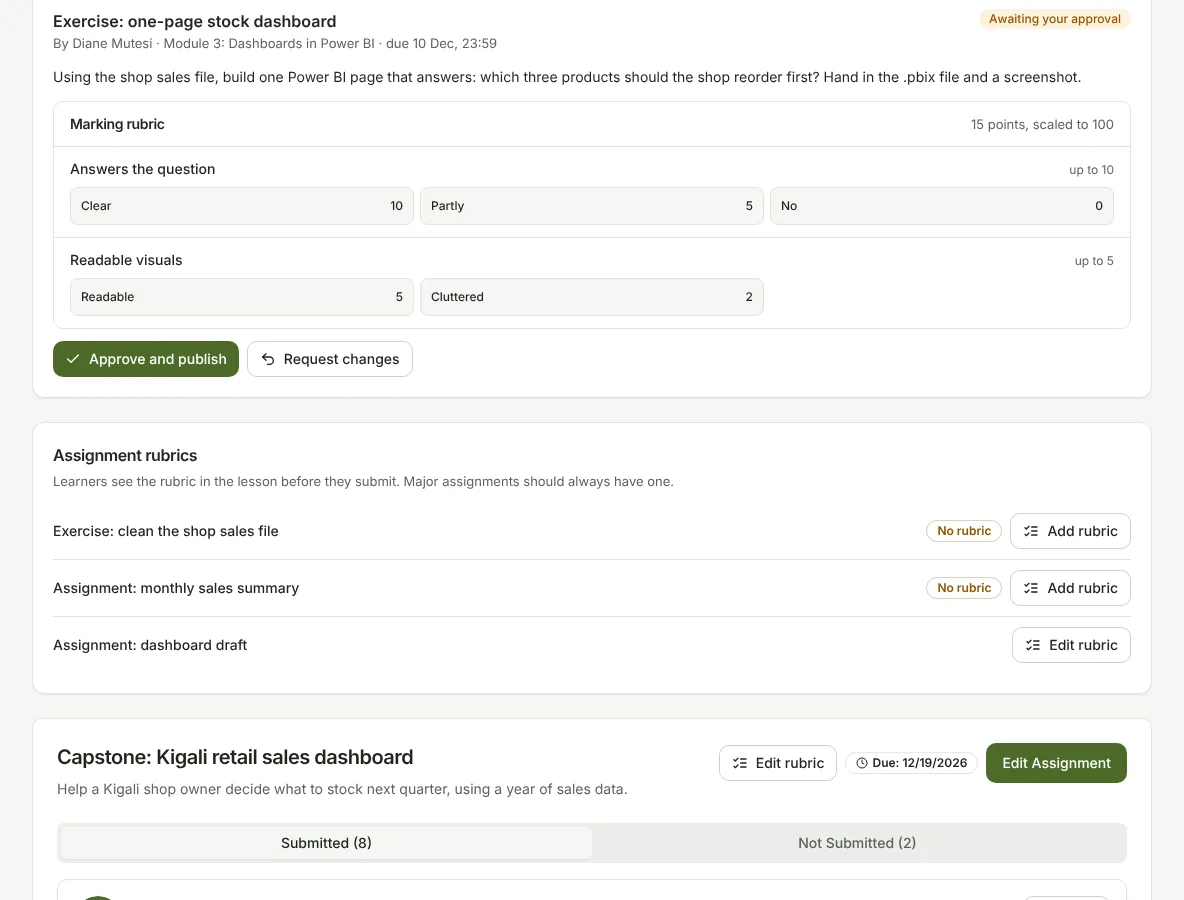 Exercise: one-page stock dashboard
Awaiting your approval
By Diane Mutesi · Module 3: Dashboards in Power BI · due 10 Dec, 23:59
Using the shop sales file, build one Power BI page that answers: which three products should the shop reorder first? Hand in the .pbix file and a screenshot.
Marking rubric
15 points, scaled to 100
Answers the question
up to 10
Clear 10
Partly 5
No 0
Readable visuals
up to 5
Readable 5
Cluttered 2
Approve and publish
Request changes
Assignment rubrics
Learners see the rubric in the lesson before they submit. Major assignments should always have one.
Exercise: clean the shop sales file
No rubric
Add rubric
Assignment: monthly sales summary
No rubric
Add rubric
Assignment: dashboard draft
Edit rubric
Capstone: Kigali retail sales dashboard
Edit rubric
Due: 12/19/2026
Edit Assignment
Help a Kigali shop owner decide what to stock next quarter, using a year of sales data.
Submitted (8)
Not Submitted (2)